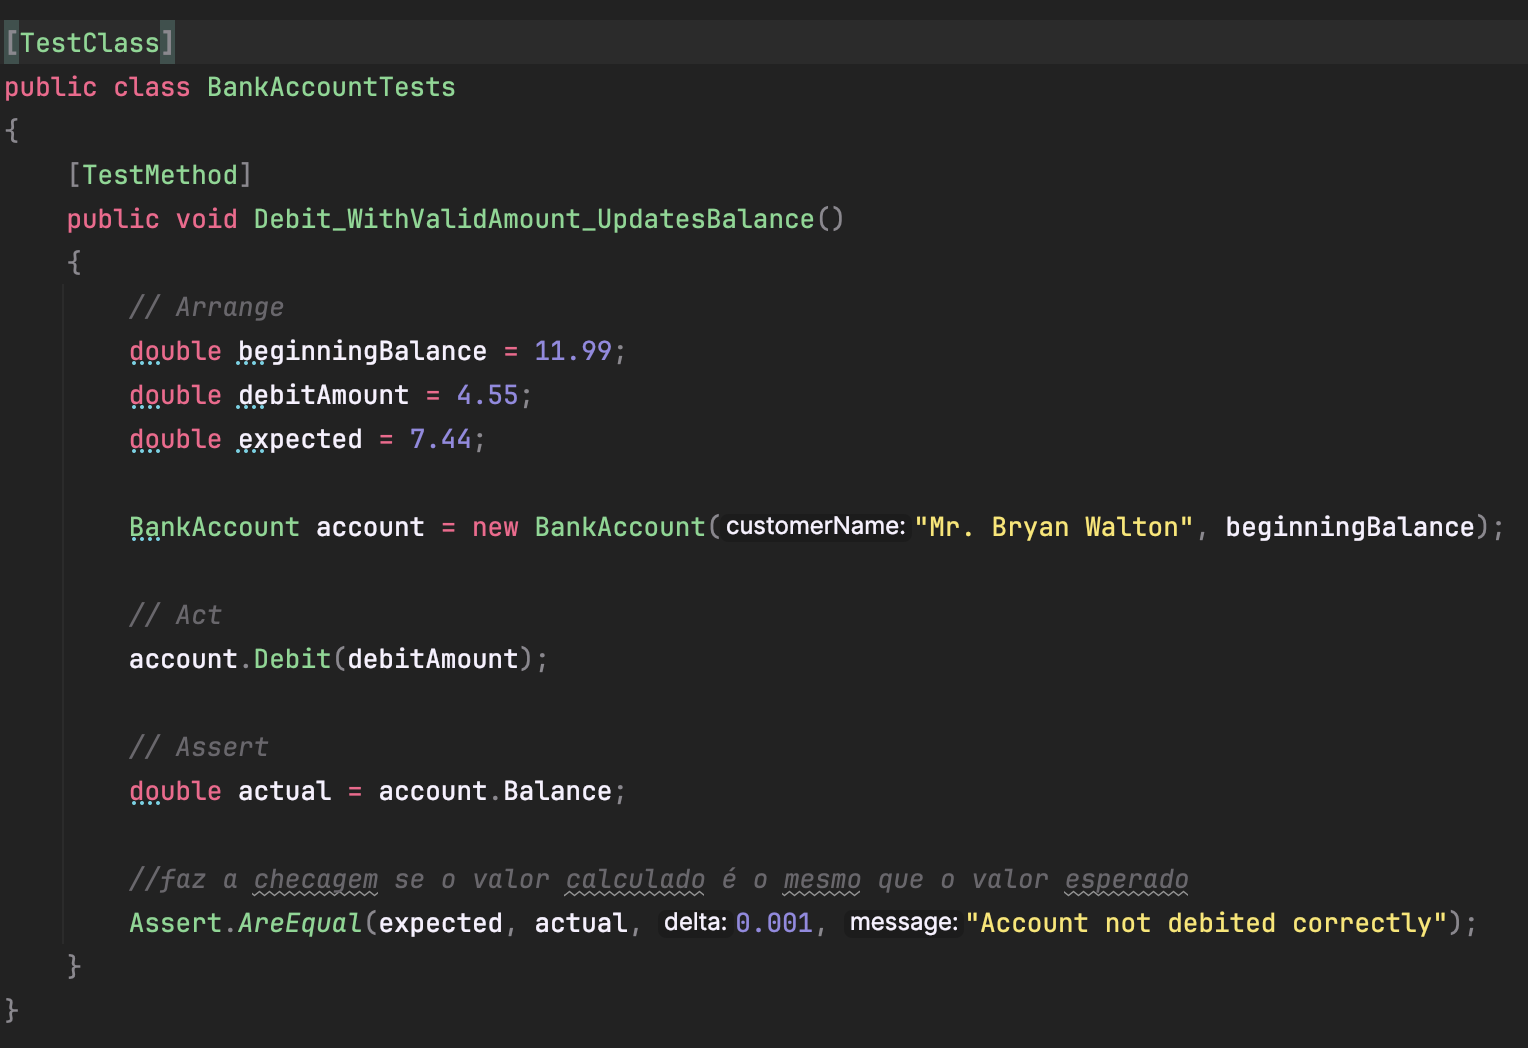 [TestClass]
public class BankAccountTests
{
[TestMethod]
public void Debit_WithValidAmount_UpdatesBalance()
{
// Arrange
double beginningBalance = 11.99;
double debitAmount = 4.55;
double expected = 7.44;
BankAccount account = new BankAccount( customerName: "Mr. Bryan Walton", beginningBalance);
// Act
account.Debit(debitAmount);
// Assert
double actual = account.Balance;
//faz a checagem se o valor calculado é o mesmo que o valor esperado
Assert.AreEqual(expected, actual, delta: 0.001, message: "Account not debited correctly");
}
}